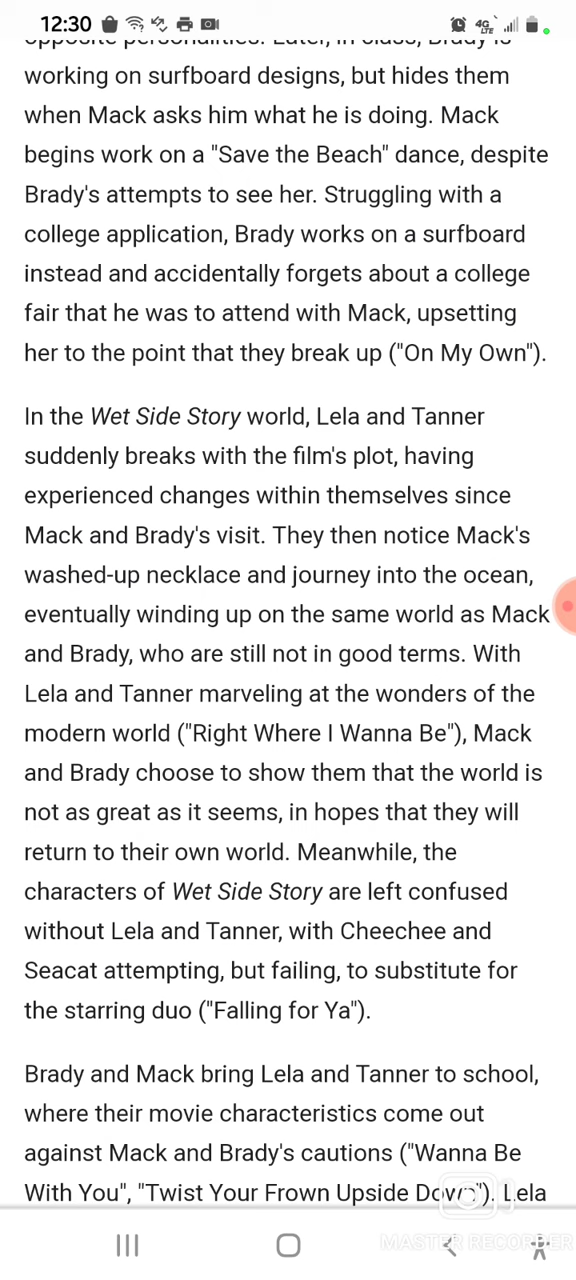 12:30
4G LTE
opposite personalities. Later, in class, Brady is
working on surfboard designs, but hides them
when Mack asks him what he is doing. Mack
begins work on a "Save the Beach" dance, despite
Brady's attempts to see her. Struggling with a
college application, Brady works on a surfboard
instead and accidentally forgets about a college
fair that he was to attend with Mack, upsetting
her to the point that they break up ("On My Own").
In the Wet Side Story world, Lela and Tanner
suddenly breaks with the film's plot, having
experienced changes within themselves since
Mack and Brady's visit. They then notice Mack's
washed-up necklace and journey into the ocean,
eventually winding up on the same world as Mack
and Brady, who are still not in good terms. With
Lela and Tanner marveling at the wonders of the
modern world ("Right Where I Wanna Be"), Mack
and Brady choose to show them that the world is
not as great as it seems, in hopes that they will
return to their own world. Meanwhile, the
characters of Wet Side Story are left confused
without Lela and Tanner, with Cheechee and
Seacat attempting, but failing, to substitute for
the starring duo ("Falling for Ya").
Brady and Mack bring Lela and Tanner to school,
where their movie characteristics come out
against Mack and Brady's cautions ("Wanna Be
With You", "Twist Your Frown Upside Down"). Lela
MASTER RECORDER